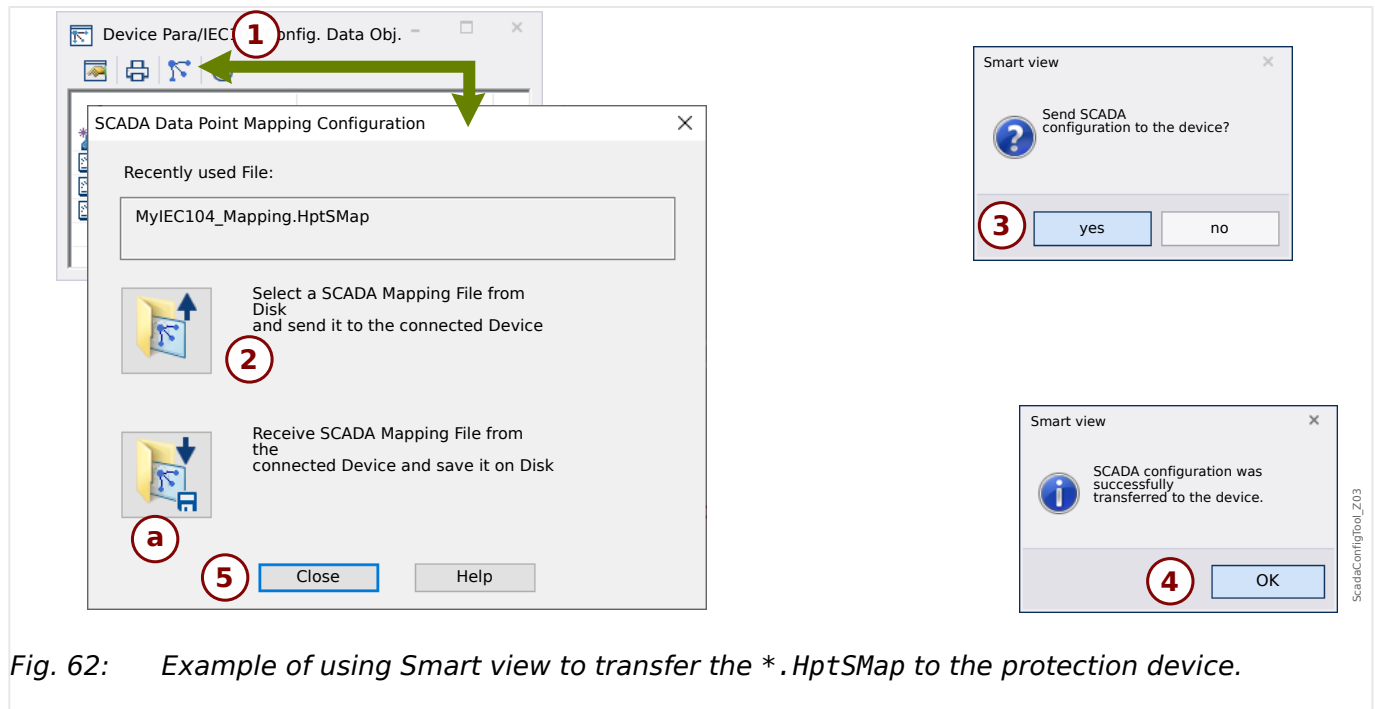 Device Para/IEC1 onfig. Data Obj.
1
SCADA Data Point Mapping Configuration
Recently used File:
MyIEC104_Mapping.HptSMap
Select a SCADA Mapping File from
Disk
and send it to the connected Device
2
Receive SCADA Mapping File from
the
connected Device and save it on Disk
a
5
Close
Help
Smart view
Send SCADA
configuration to the device?
3
yes
no
Smart view
SCADA configuration was
successfully
transferred to the device.
4
OK
ScadaConfigTool_Z03
Fig. 62: Example of using Smart view to transfer the *.HptSMap to the protection device.